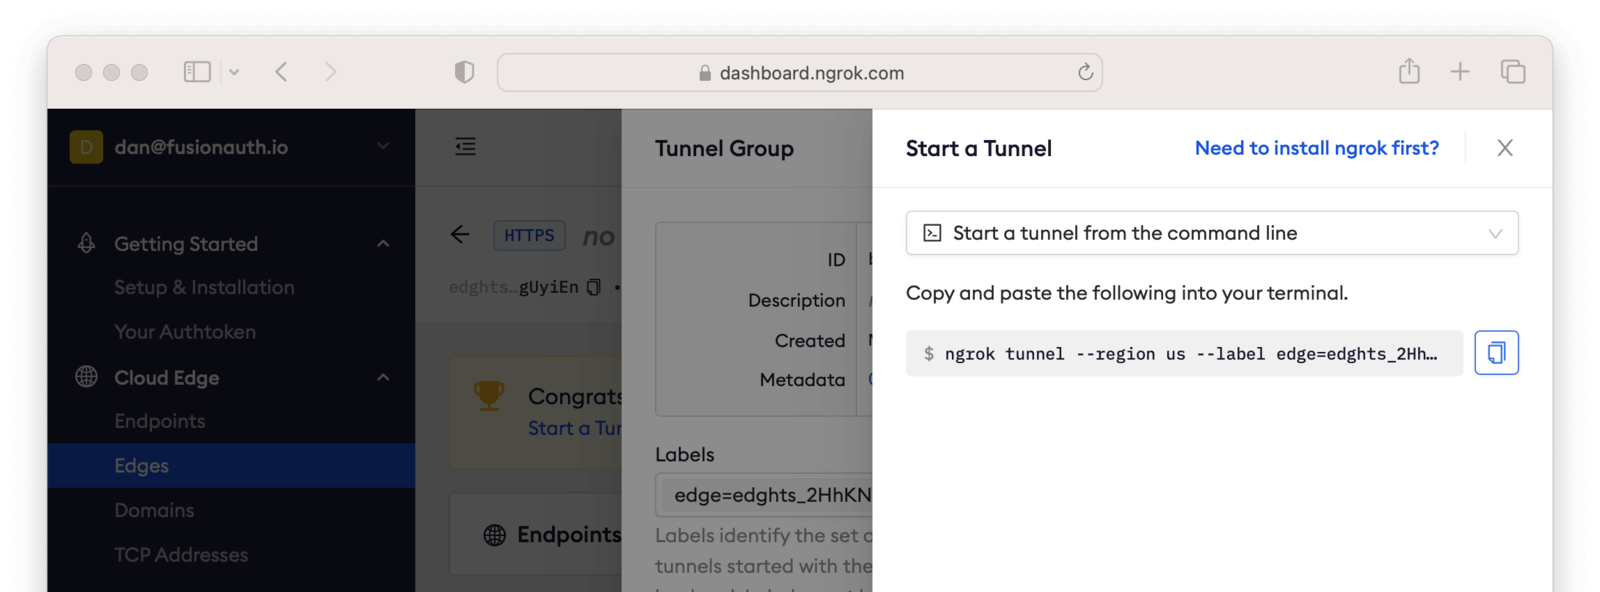 dashboard.ngrok.com
D dan@fusionauth.io
Getting Started
Setup & Installation
Your Authtoken
Cloud Edge
Endpoints
Edges
Domains
TCP Addresses
HTTPS no
edghts…gUyiEn •
Congrats
Start a Tun
Endpoints
Tunnel Group
ID
Description
Created
Metadata
Labels
edge=edghts_2HhKN
Labels identify the set
tunnels started with the
Start a Tunnel
Need to install ngrok first?
Start a tunnel from the command line
Copy and paste the following into your terminal.
$ ngrok tunnel --region us --label edge=edghts_2Hh…